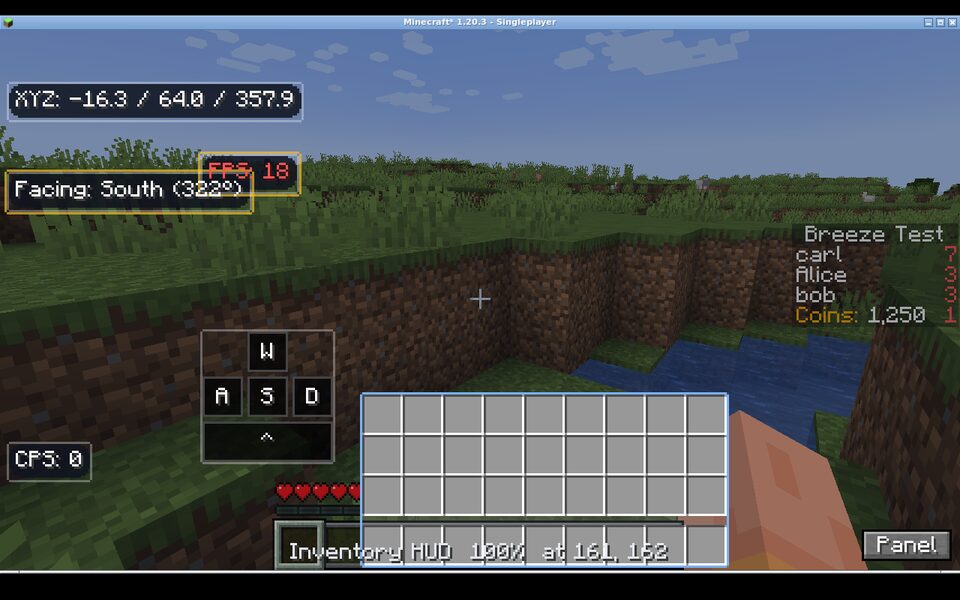 Minecraft* 1.20.3 - Singleplayer
XYZ: -16.3 / 64.0 / 357.9
FPS: 18
Facing: South (322º)
Breeze Test
carl 7
Alice 3
bob 3
Coins: 1,250 1
W
A S D
^
CPS: 0
Inventory HUD 100% at 161, 162
Panel